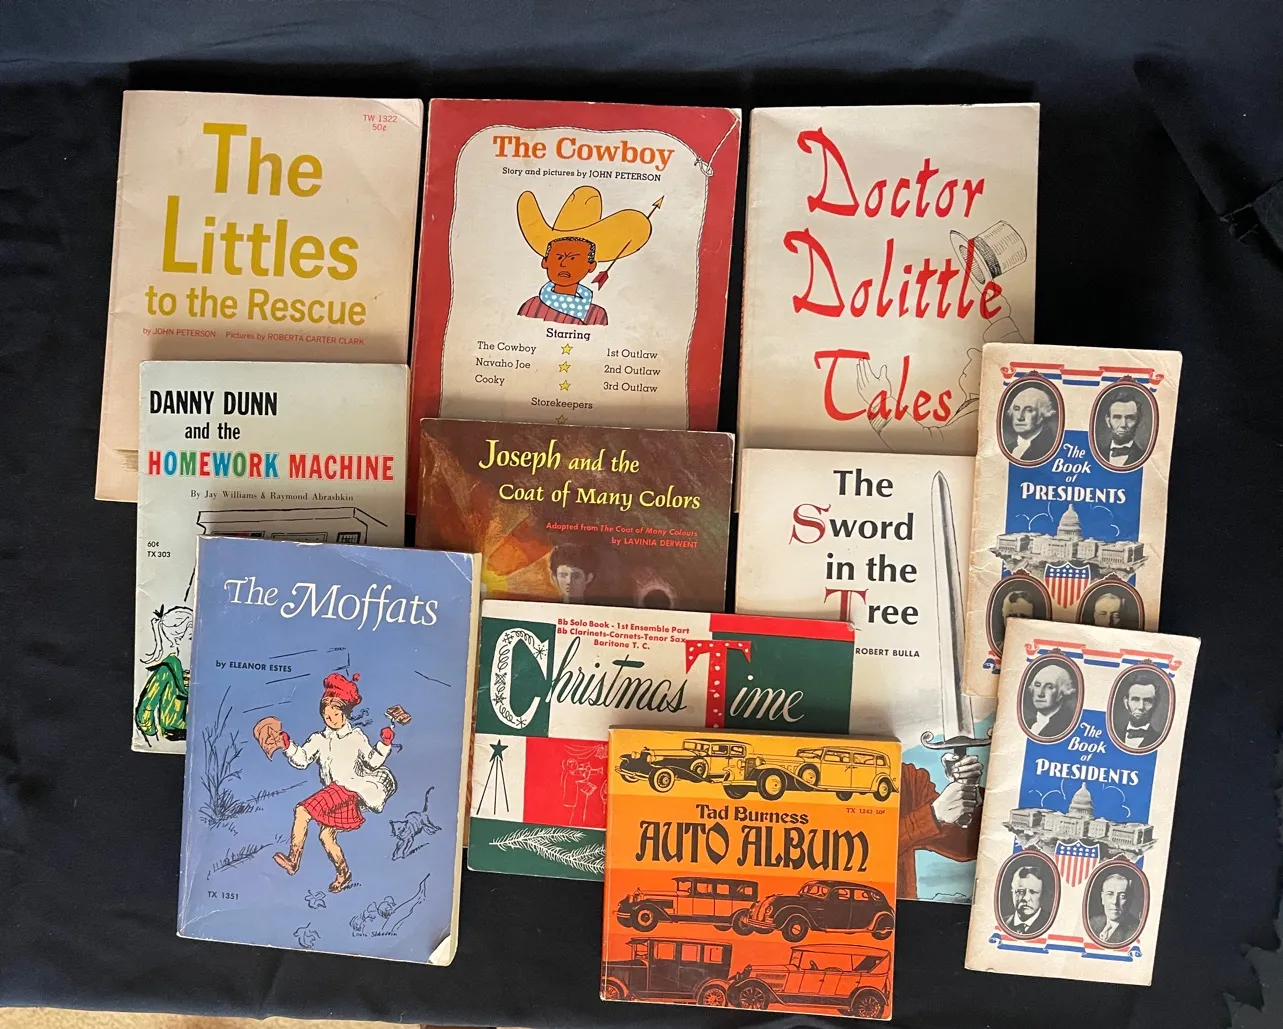 TW 1322
50¢
The
Littles
to the Rescue
by JOHN PETERSON Pictures by ROBERTA CARTER CLARK
The Cowboy
Story and pictures by JOHN PETERSON
Starring
The Cowboy 1st Outlaw
Navaho Joe 2nd Outlaw
Cooky 3rd Outlaw
Storekeepers
Doctor
Dolittle
Tales
DANNY DUNN
and the
HOMEWORK MACHINE
By Jay Williams & Raymond Abrashkin
60¢
TX 303
Joseph and the
Coat of Many Colors
Adapted from The Coat of Many Colours
by LAVINIA DERWENT
The
Sword
in the
Tree
ROBERT BULLA
The
Book
of
PRESIDENTS
The Moffats
by ELEANOR ESTES
TX 1351
Louis Slobodkin
Bb Solo Book - 1st Ensemble Part
Bb Clarinets-Cornets-Tenor Sax
Baritone T. C.
Christmas Time
TX 1242 50¢
Tad Burness
AUTO ALBUM
The
Book
of
PRESIDENTS